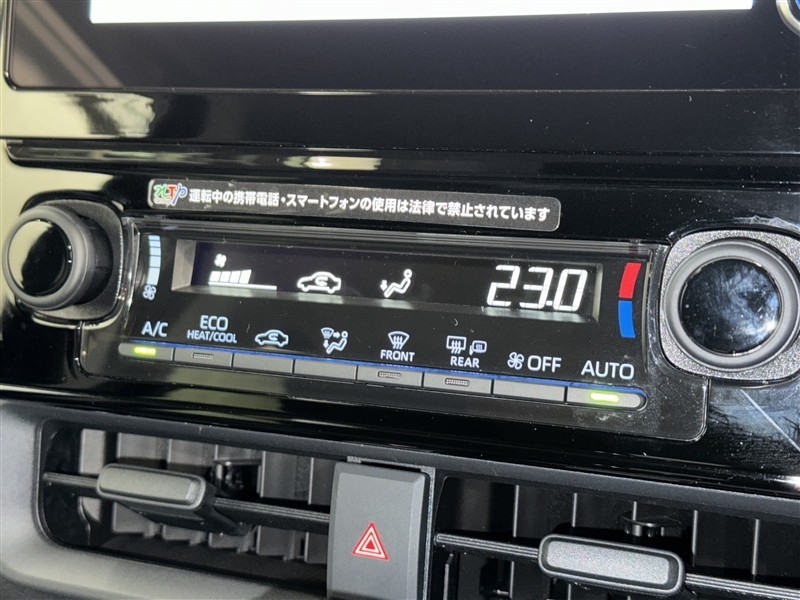 運転中の携帯電話・スマートフォンの使用は法律で禁止されています
23.0
A/C
ECO
HEAT/COOL
FRONT
REAR
OFF
AUTO